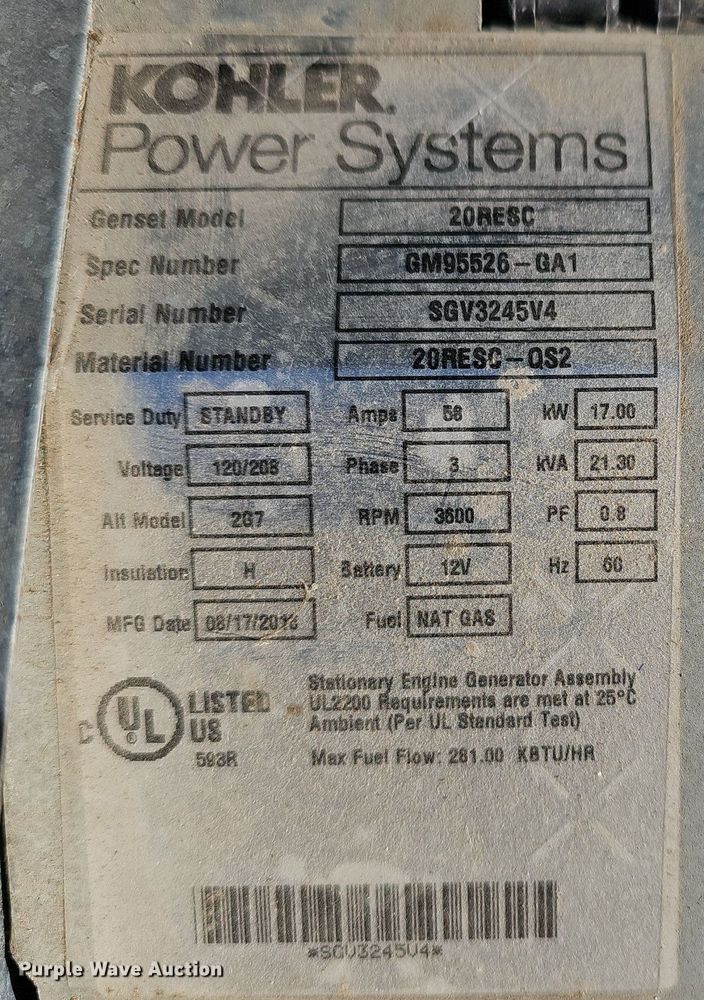 KOHLER.
Power Systems
Genset Model 20RESC
Spec Number GM95526-GA1
Serial Number SGV3245V4
Material Number 20RESC-QS2
Service Duty STANDBY Amps 56 kW 17.00
Voltage 120/208 Phase 3 kVA 21.30
Alt Model 2G7 RPM 3600 PF 0.8
Insulation H Battery 12V Hz 60
MFG Date Fuel NAT GAS
C UL ® LISTED US 593R
Stationary Engine Generator Assembly
UL2200 Requirements are met at 25°C
Ambient (Per UL Standard Test)
Max Fuel Flow: 281.00 KBTU/HR
*SGV3245V4*
Purple Wave Auction